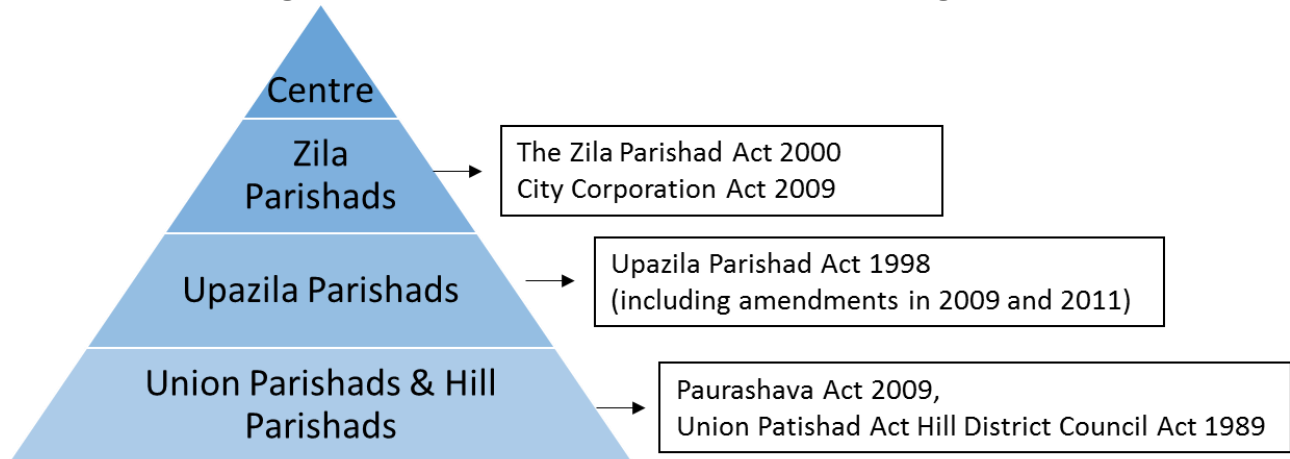 Centre
Zila
Parishads
The Zila Parishad Act 2000
City Corporation Act 2009
Upazila Parishads
Upazila Parishad Act 1998
(including amendments in 2009 and 2011)
Union Parishads & Hill
Parishads
Paurashava Act 2009,
Union Patishad Act Hill District Council Act 1989